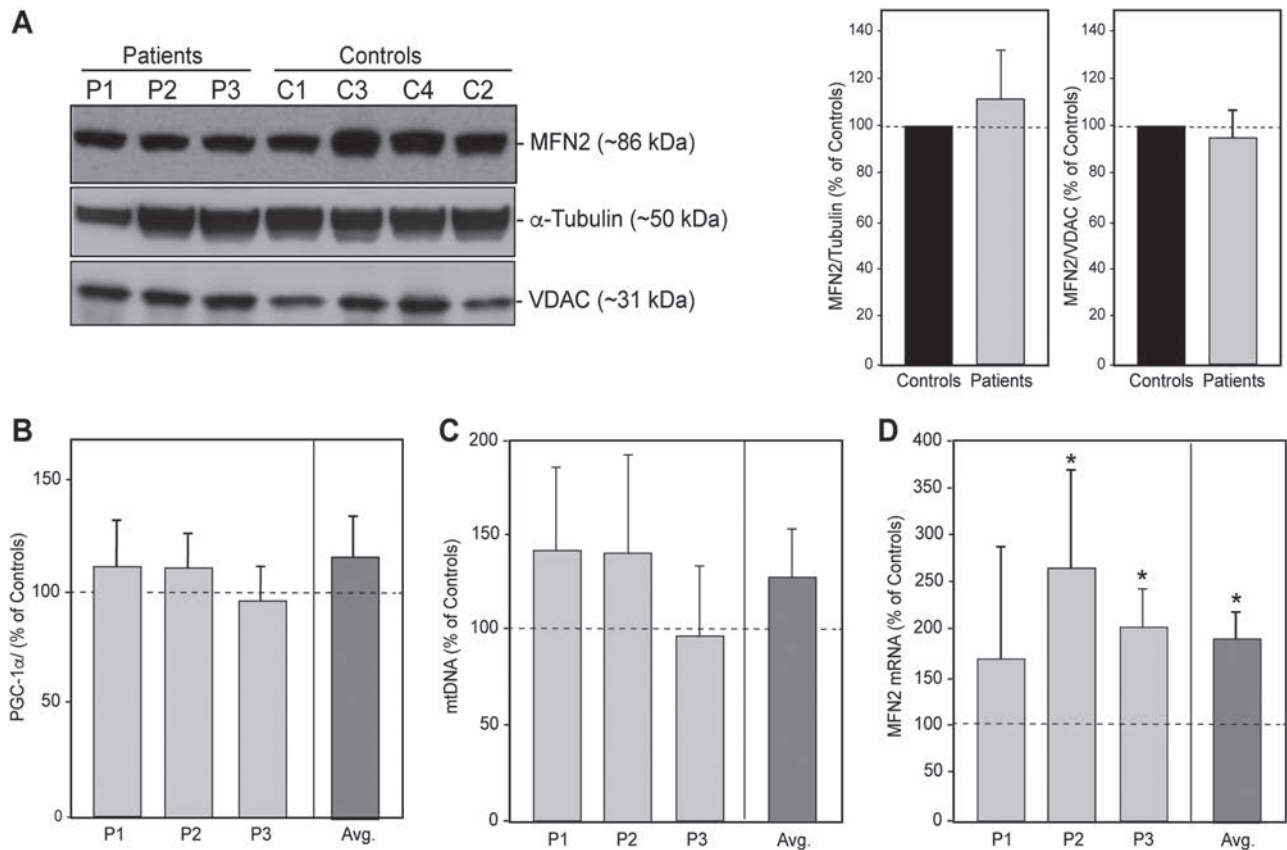 A
Patients Controls
P1 P2 P3 C1 C3 C4 C2
MFN2 (~86 kDa)
α-Tubulin (~50 kDa)
VDAC (~31 kDa)
MFN2/Tubulin (% of Controls)
140
120
100
80
60
40
20
0
Controls Patients
MFN2/VDAC (% of Controls)
140
120
100
80
60
40
20
0
Controls Patients
B
PGC-1α/ (% of Controls)
150
100
50
0
P1 P2 P3 Avg.
C
mtDNA (% of Controls)
200
150
100
50
0
P1 P2 P3 Avg.
D
MFN2 mRNA (% of Controls)
400
350
300
250
200
150
100
50
0
* * *
P1 P2 P3 Avg.